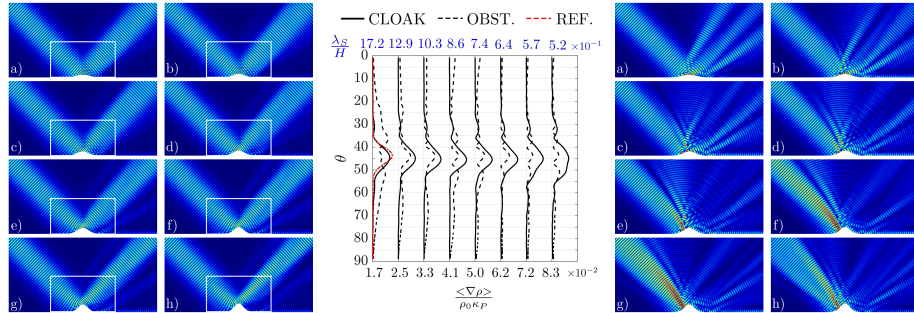 CLOAK OBST. REF.
λ_S/H 17.2 12.9 10.3 8.6 7.4 6.4 5.7 5.2 ×10⁻¹
0
10
20
30
40
50
60
70
80
90
θ
1.7 2.5 3.3 4.1 5.0 6.2 7.2 8.3 ×10⁻²
<∇ρ>/ρ₀κ_P
a) b)
c) d)
e) f)
g) h)
a) b)
c) d)
e) f)
g) h)